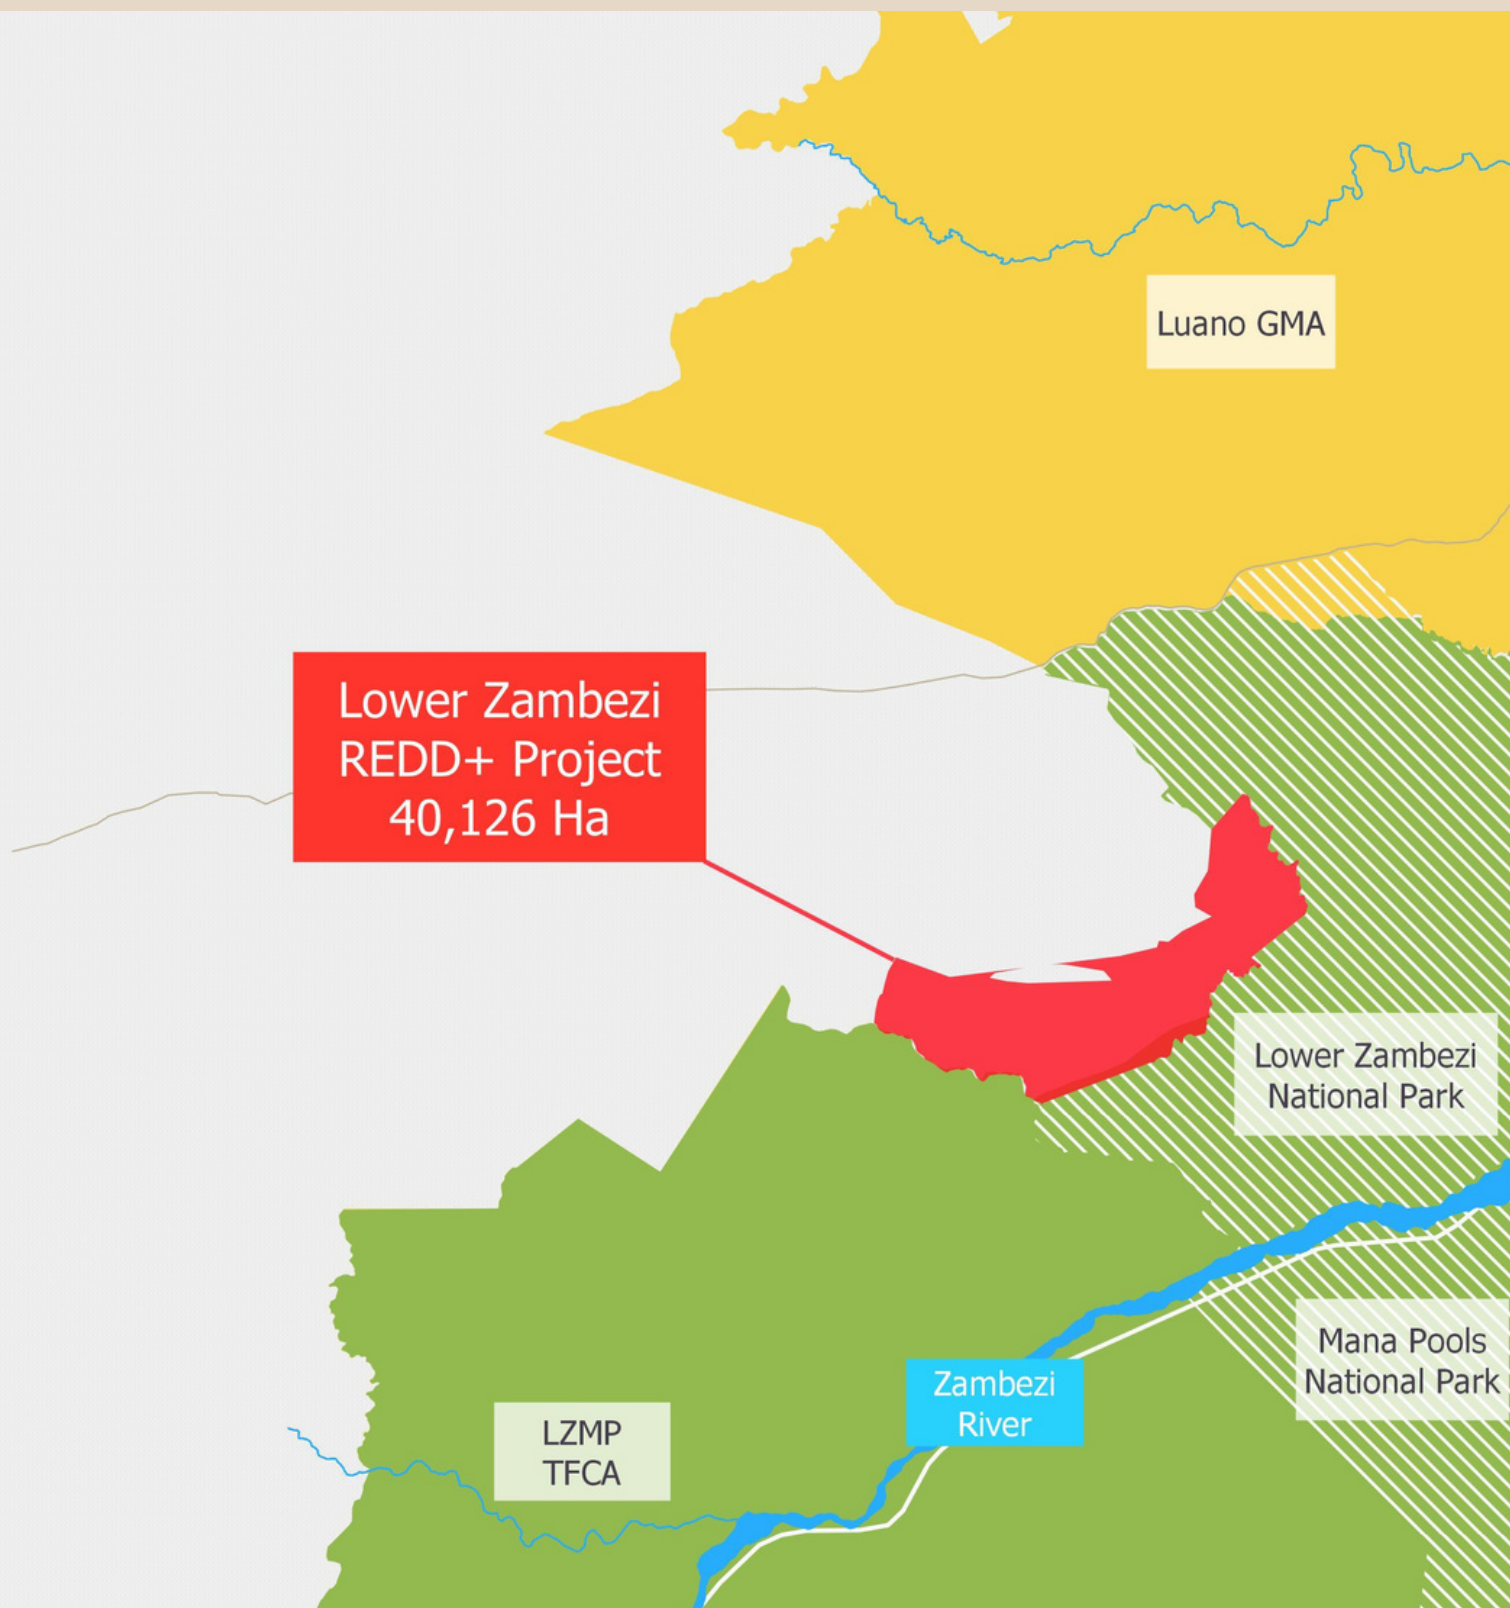 Luano GMA
Lower Zambezi
REDD+ Project
40,126 Ha
Lower Zambezi
National Park
Mana Pools
National Park
Zambezi
River
LZMP
TFCA